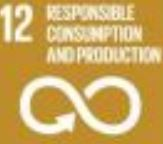 12 RESPONSIBLE
CONSUMPTION
AND PRODUCTION